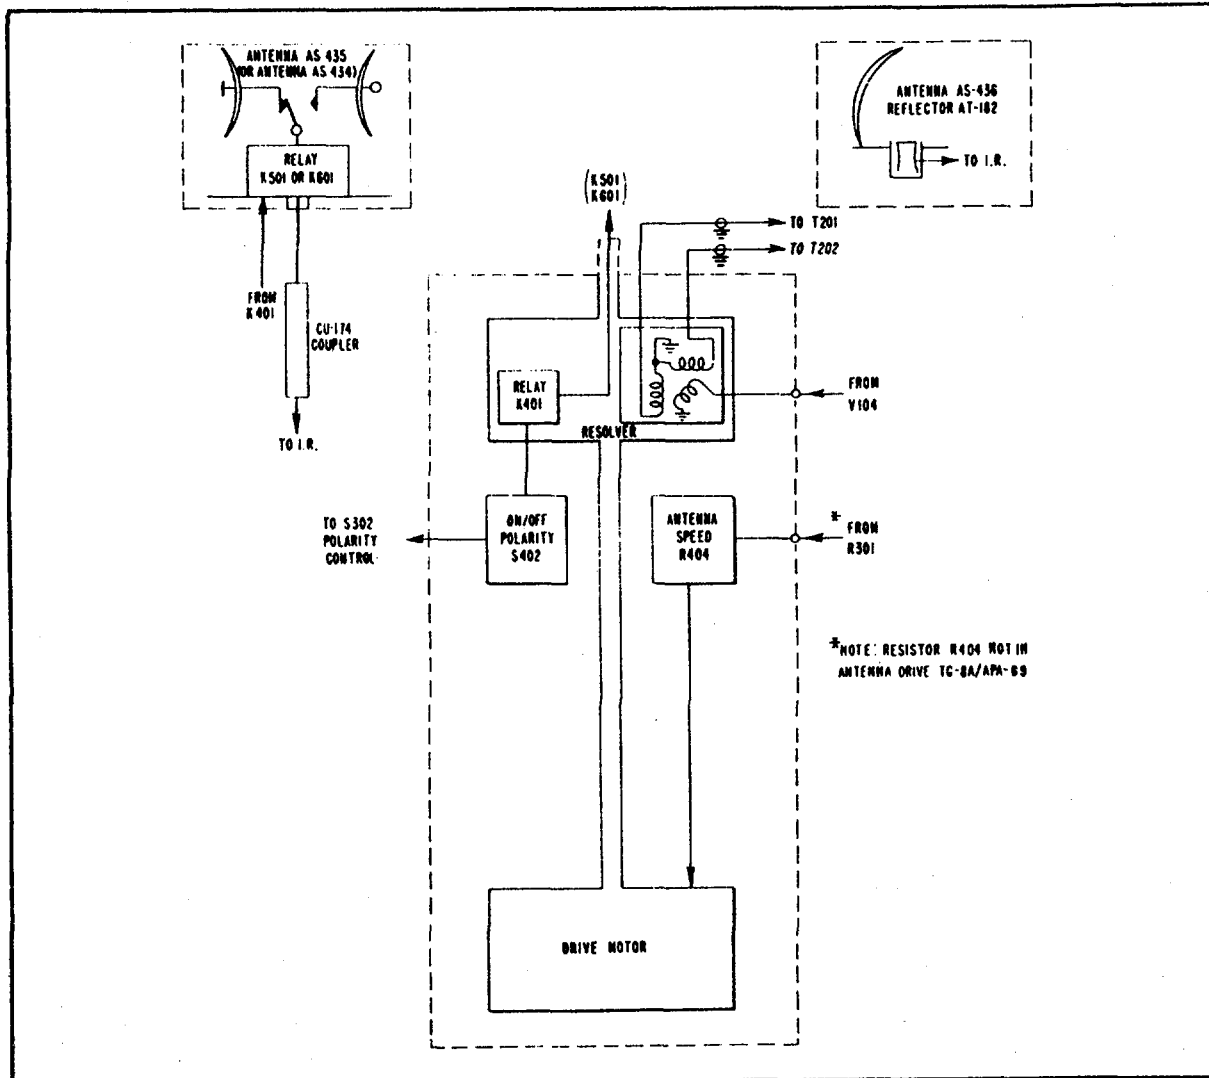 ANTENNA AS 435
(OR ANTENNA AS 434)
RELAY
K501 OR K601
FROM
K401
CU-174
COUPLER
TO I.R.
ANTENNA AS-436
REFLECTOR AT-182
TO I.R.
(K501
K601)
TO T201
TO T202
RELAY
K401
RESOLVER
FROM
V104
TO S302
POLARITY
CONTROL
ON/OFF
POLARITY
S402
ANTENNA
SPEED
R404
* FROM
R301
*NOTE: RESISTOR R404 NOT IN
ANTENNA DRIVE TG-8A/APA-69
DRIVE MOTOR